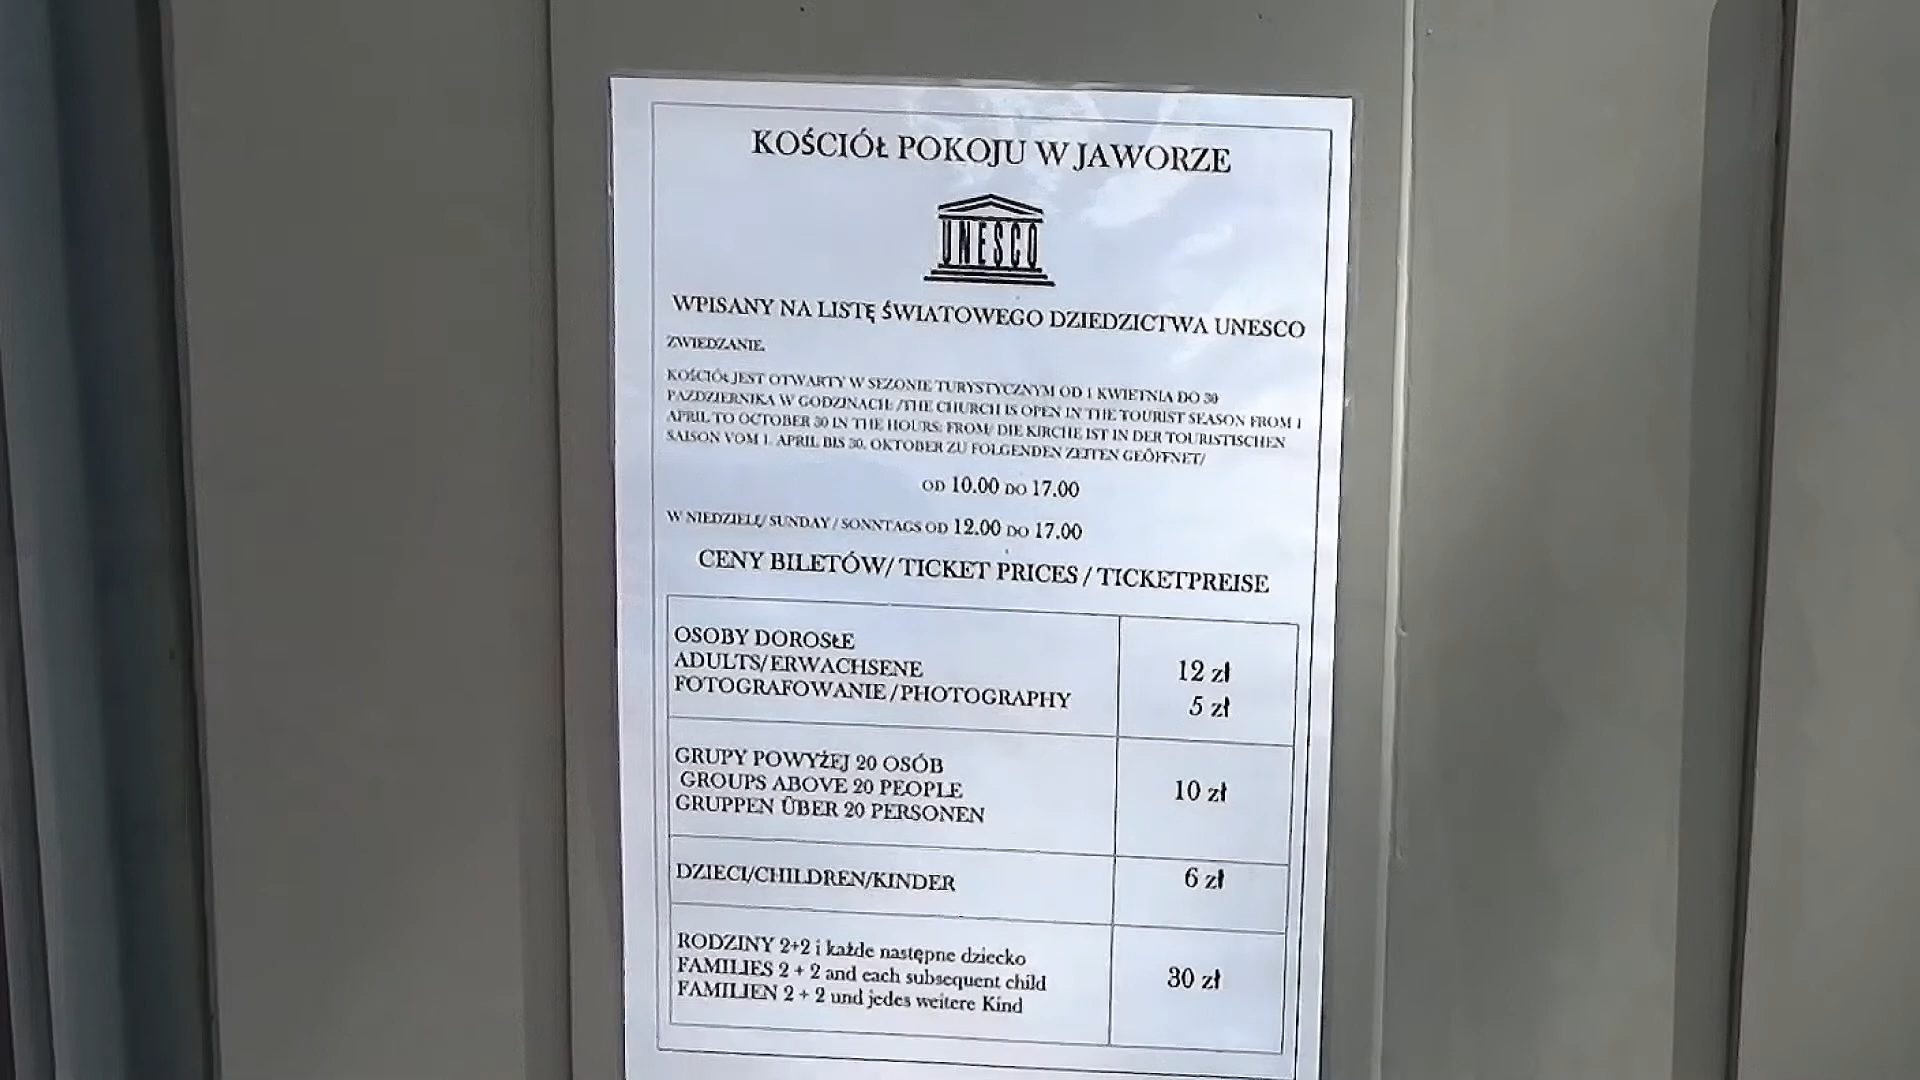 KOŚCIÓŁ POKOJU W JAWORZE
UNESCO
WPISANY NA LISTĘ ŚWIATOWEGO DZIEDZICTWA UNESCO
ZWIEDZANIE.
KOŚCIÓŁ JEST OTWARTY W SEZONIE TURYSTYCZNYM OD 1 KWIETNIA DO 30
PAŹDZIERNIKA W GODZINACH: /THE CHURCH IS OPEN IN THE TOURIST SEASON FROM 1
APRIL TO OCTOBER 30 IN THE HOURS: FROM/ DIE KIRCHE IST IN DER TOURISTISCHEN
SAISON VOM 1. APRIL BIS 30. OKTOBER ZU FOLGENDEN ZEITEN GEÖFFNET/
OD 10.00 DO 17.00
W NIEDZIELĘ/ SUNDAY / SONNTAGS OD 12.00 DO 17.00
CENY BILETÓW/ TICKET PRICES / TICKETPREISE
OSOBY DOROSŁE
ADULTS/ERWACHSENE 12 zł
FOTOGRAFOWANIE/PHOTOGRAPHY 5 zł
GRUPY POWYŻEJ 20 OSÓB
GROUPS ABOVE 20 PEOPLE 10 zł
GRUPPEN ÜBER 20 PERSONEN
DZIECI/CHILDREN/KINDER 6 zł
RODZINY 2+2 i każde następne dziecko
FAMILIES 2 + 2 and each subsequent child 30 zł
FAMILIEN 2 + 2 und jedes weitere Kind